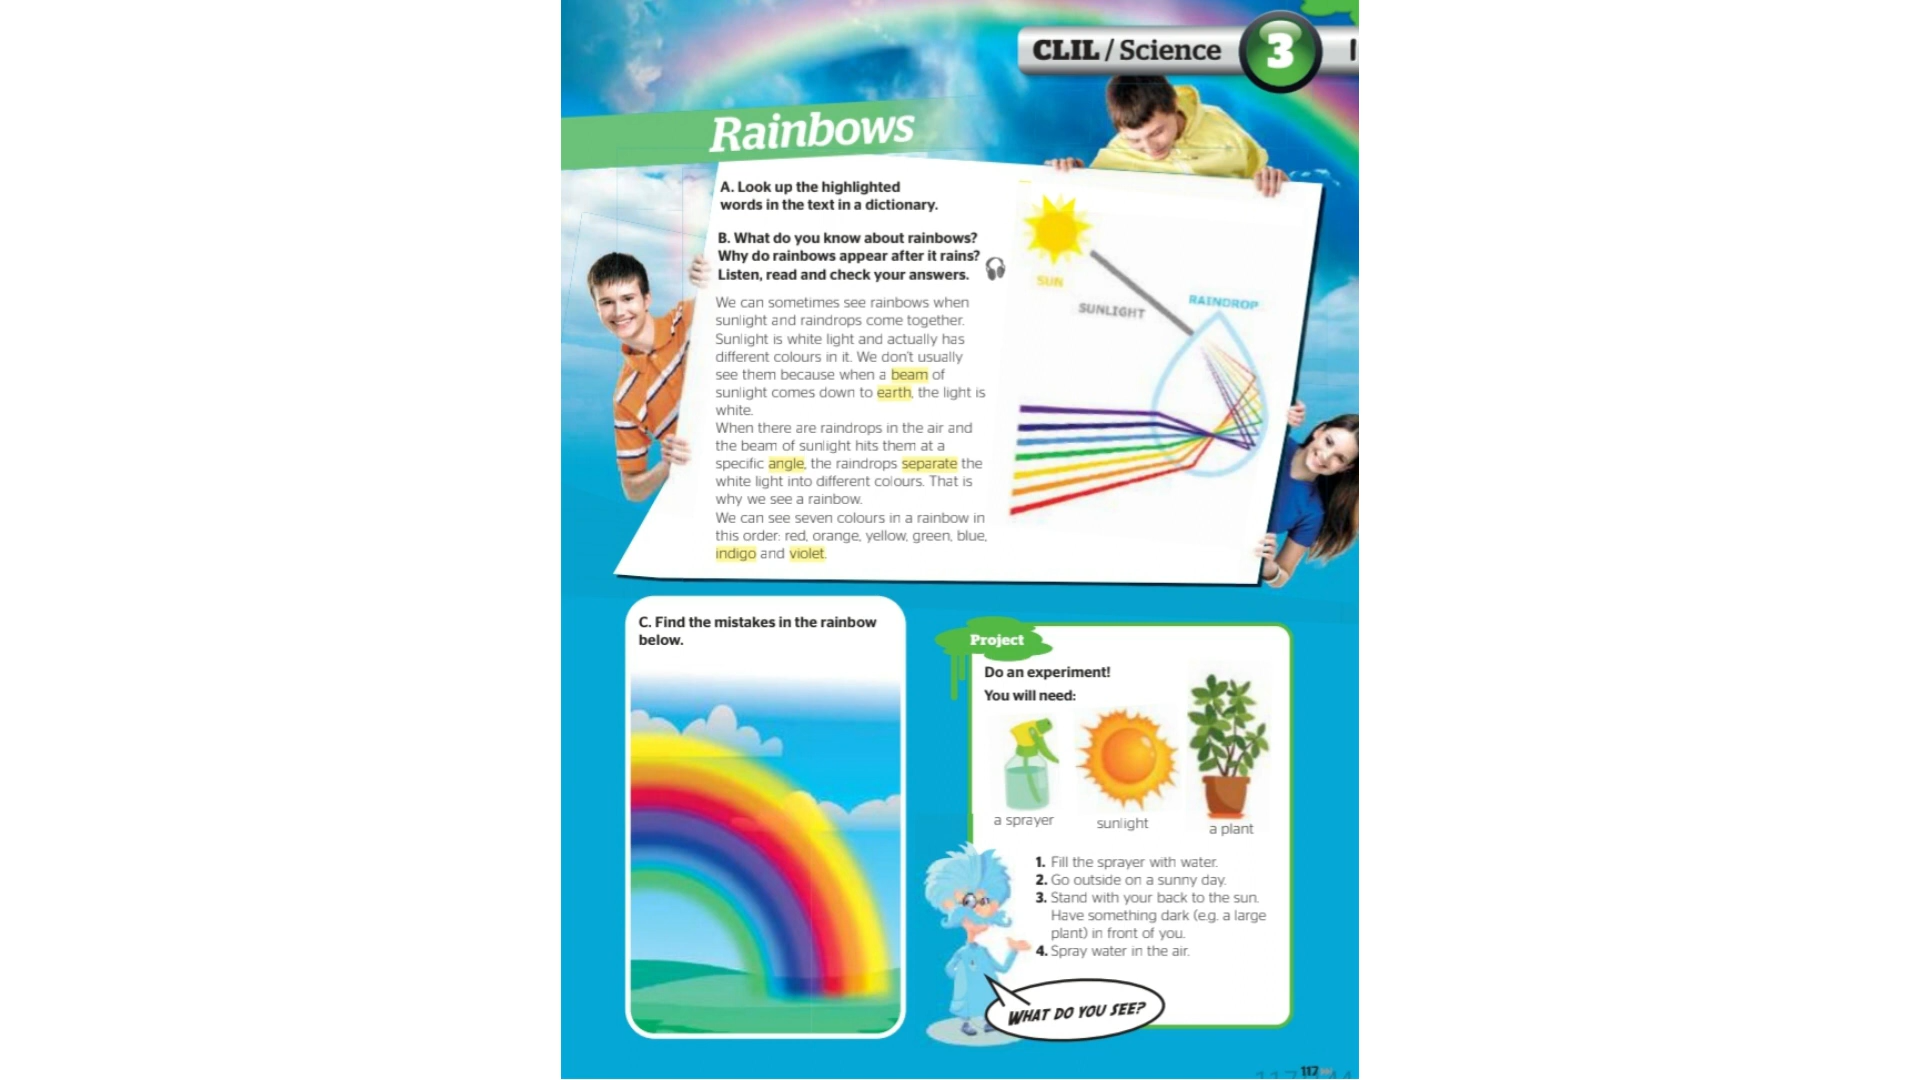 CLIL / Science 3
Rainbows
A. Look up the highlighted
words in the text in a dictionary.
B. What do you know about rainbows?
Why do rainbows appear after it rains?
Listen, read and check your answers.
We can sometimes see rainbows when
sunlight and raindrops come together.
Sunlight is white light and actually has
different colours in it. We don't usually
see them because when a beam of
sunlight comes down to earth, the light is
white.
When there are raindrops in the air and
the beam of sunlight hits them at a
specific angle, the raindrops separate the
white light into different colours. That is
why we see a rainbow.
We can see seven colours in a rainbow in
this order: red, orange, yellow, green, blue,
indigo and violet.
SUN
SUNLIGHT
RAINDROP
C. Find the mistakes in the rainbow
below.
Project
Do an experiment!
You will need:
a sprayer
sunlight
a plant
1. Fill the sprayer with water.
2. Go outside on a sunny day.
3. Stand with your back to the sun.
Have something dark (e.g. a large
plant) in front of you.
4. Spray water in the air.
WHAT DO YOU SEE?
117